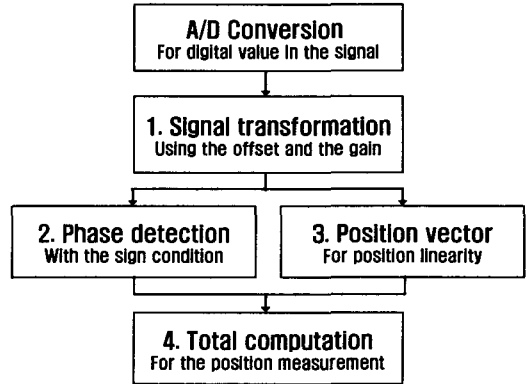 A/D Conversion
For digital value in the signal
1. Signal transformation
Using the offset and the gain
2. Phase detection
With the sign condition
3. Position vector
For position linearity
4. Total computation
For the position measurement